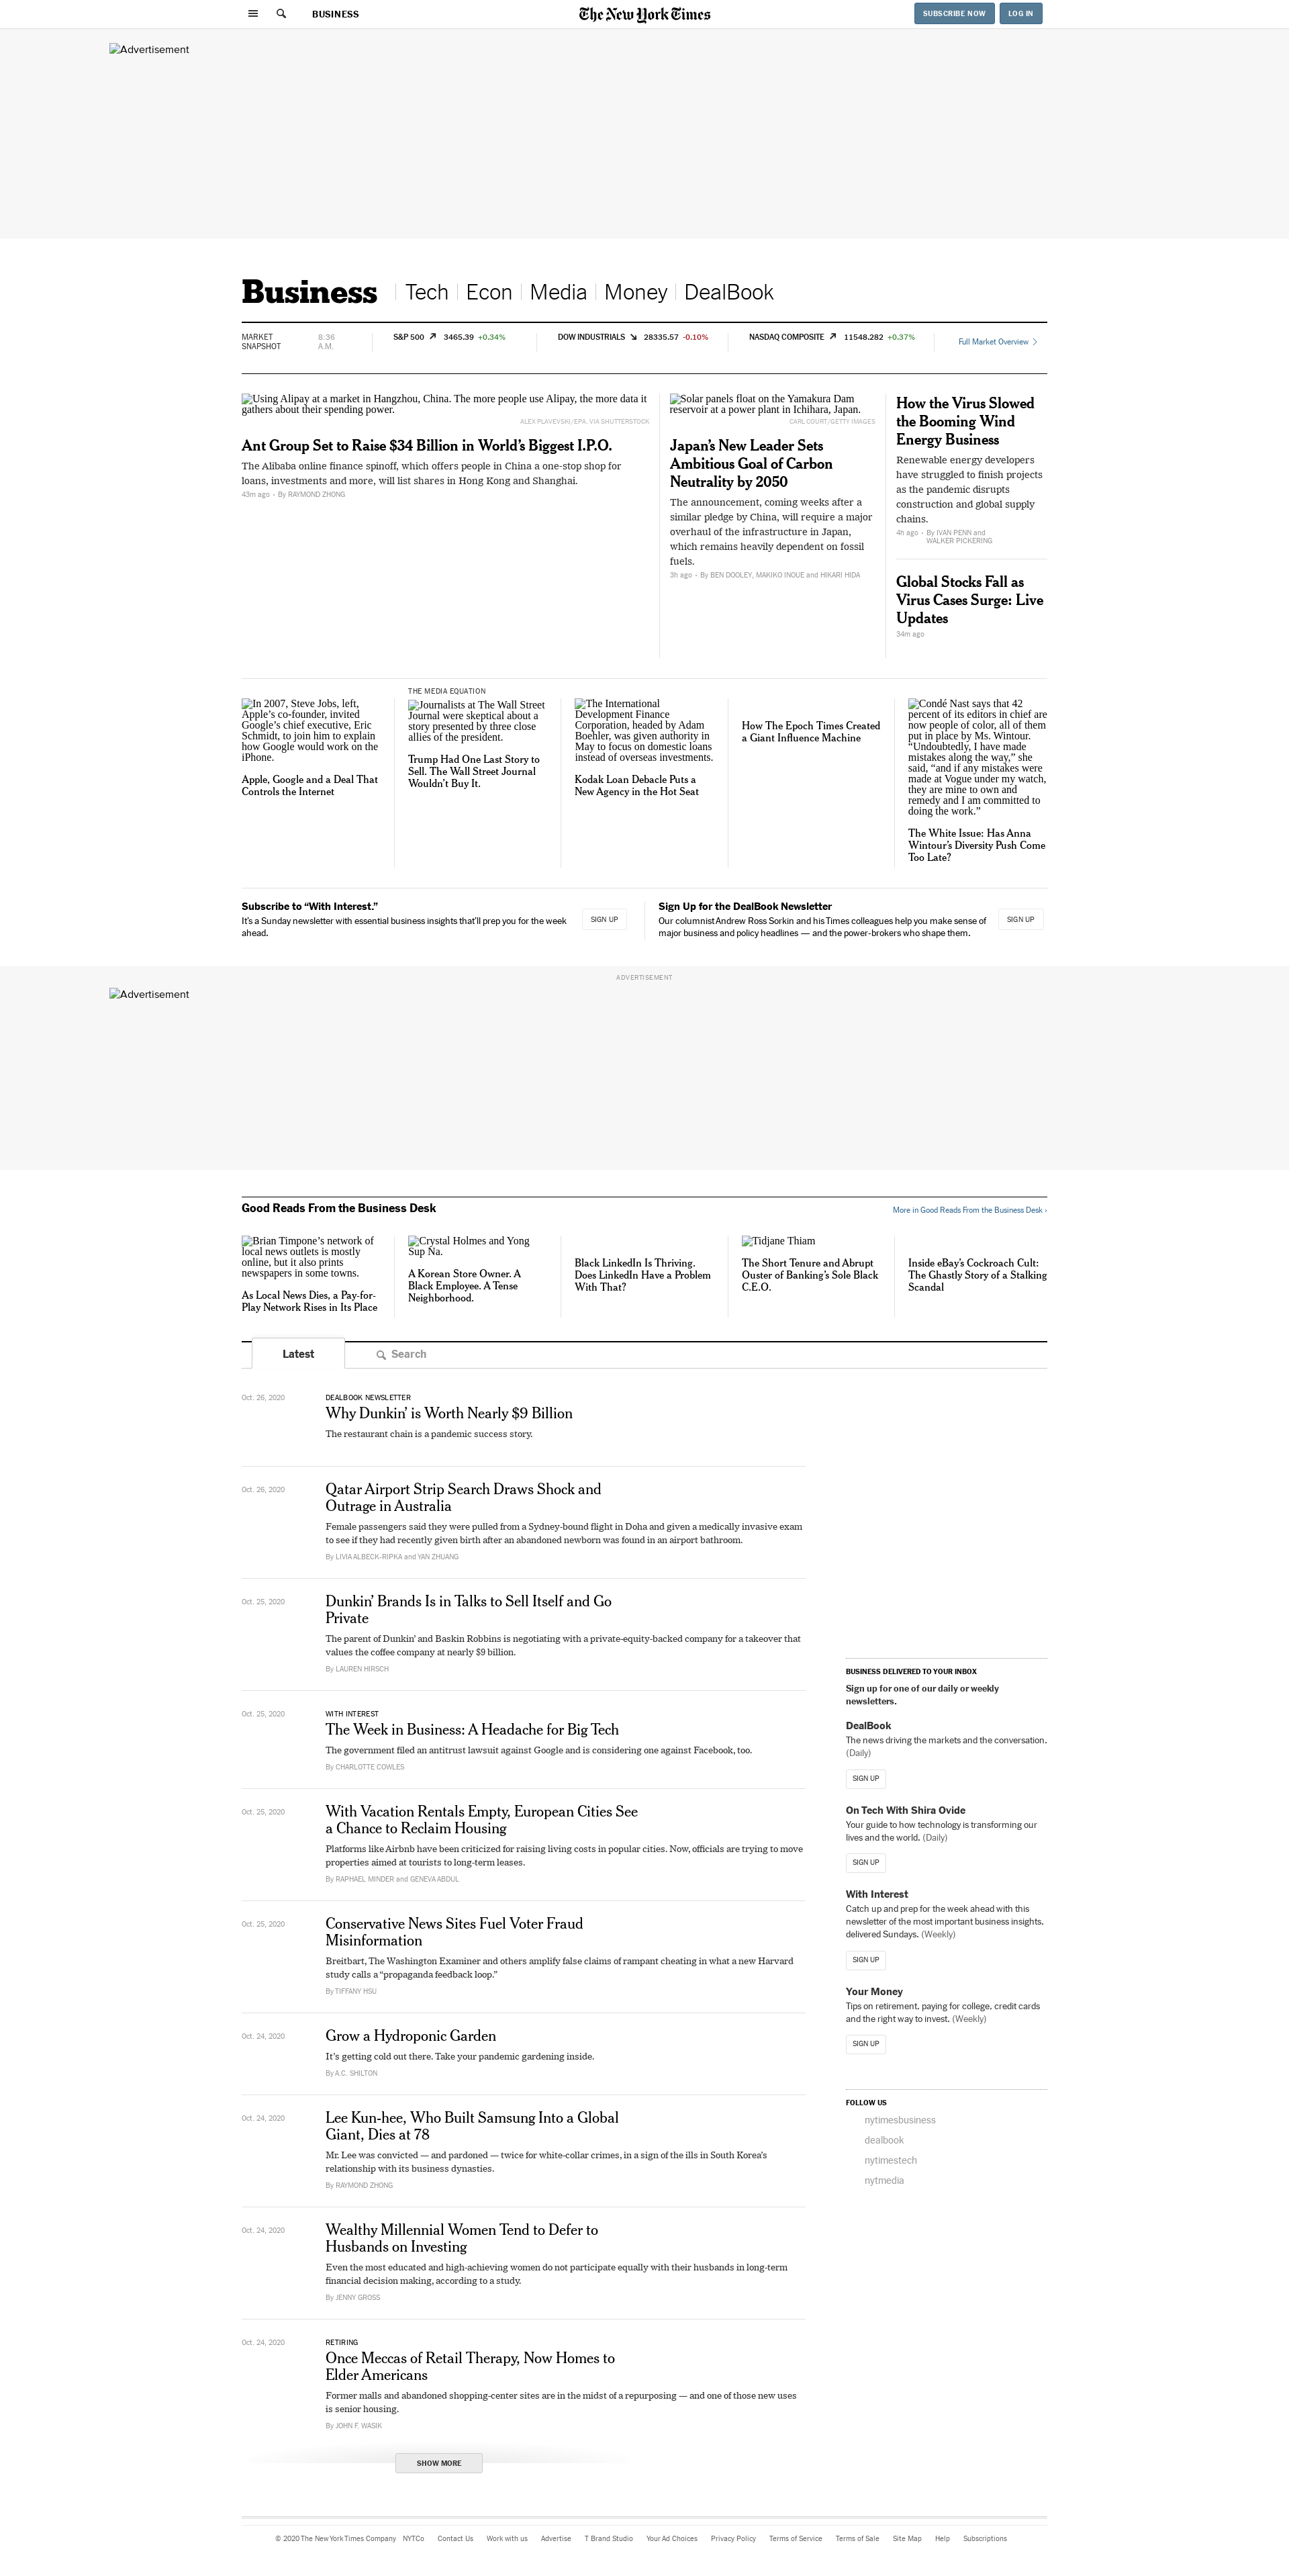 BUSINESS
The New York Times
SUBSCRIBE NOW
LOG IN
Advertisement
Business
Tech
Econ
Media
Money
DealBook
MARKET
SNAPSHOT
8:36
A.M.
S&P 500 3465.39 +0.34%
DOW INDUSTRIALS 28335.57 -0.10%
NASDAQ COMPOSITE 11548.282 +0.37%
Full Market Overview
Using Alipay at a market in Hangzhou, China. The more people use Alipay, the more data it
gathers about their spending power.
ALEX PLAVEVSKI/EPA, VIA SHUTTERSTOCK
Ant Group Set to Raise $34 Billion in World’s Biggest I.P.O.
The Alibaba online finance spinoff, which offers people in China a one-stop shop for
loans, investments and more, will list shares in Hong Kong and Shanghai.
43m ago • By RAYMOND ZHONG
Solar panels float on the Yamakura Dam
reservoir at a power plant in Ichihara, Japan.
CARL COURT/GETTY IMAGES
Japan’s New Leader Sets
Ambitious Goal of Carbon
Neutrality by 2050
The announcement, coming weeks after a
similar pledge by China, will require a major
overhaul of the infrastructure in Japan,
which remains heavily dependent on fossil
fuels.
3h ago • By BEN DOOLEY, MAKIKO INOUE and HIKARI HIDA
How the Virus Slowed
the Booming Wind
Energy Business
Renewable energy developers
have struggled to finish projects
as the pandemic disrupts
construction and global supply
chains.
4h ago • By IVAN PENN and
WALKER PICKERING
Global Stocks Fall as
Virus Cases Surge: Live
Updates
34m ago
In 2007, Steve Jobs, left,
Apple’s co-founder, invited
Google’s chief executive, Eric
Schmidt, to join him to explain
how Google would work on the
iPhone.
Apple, Google and a Deal That
Controls the Internet
THE MEDIA EQUATION
Journalists at The Wall Street
Journal were skeptical about a
story presented by three close
allies of the president.
Trump Had One Last Story to
Sell. The Wall Street Journal
Wouldn’t Buy It.
The International
Development Finance
Corporation, headed by Adam
Boehler, was given authority in
May to focus on domestic loans
instead of overseas investments.
Kodak Loan Debacle Puts a
New Agency in the Hot Seat
How The Epoch Times Created
a Giant Influence Machine
Condé Nast says that 42
percent of its editors in chief are
now people of color, all of them
put in place by Ms. Wintour.
“Undoubtedly, I have made
mistakes along the way,” she
said, “and if any mistakes were
made at Vogue under my watch,
they are mine to own and
remedy and I am committed to
doing the work.”
The White Issue: Has Anna
Wintour’s Diversity Push Come
Too Late?
Subscribe to “With Interest.”
It’s a Sunday newsletter with essential business insights that’ll prep you for the week
ahead.
SIGN UP
Sign Up for the DealBook Newsletter
Our columnist Andrew Ross Sorkin and his Times colleagues help you make sense of
major business and policy headlines — and the power-brokers who shape them.
SIGN UP
ADVERTISEMENT
Advertisement
Good Reads From the Business Desk
More in Good Reads From the Business Desk ›
Brian Timpone’s network of
local news outlets is mostly
online, but it also prints
newspapers in some towns.
As Local News Dies, a Pay-for-
Play Network Rises in Its Place
Crystal Holmes and Yong
Sup Na.
A Korean Store Owner. A
Black Employee. A Tense
Neighborhood.
Black LinkedIn Is Thriving.
Does LinkedIn Have a Problem
With That?
Tidjane Thiam
The Short Tenure and Abrupt
Ouster of Banking’s Sole Black
C.E.O.
Inside eBay’s Cockroach Cult:
The Ghastly Story of a Stalking
Scandal
Latest
Search
Oct. 26, 2020
DEALBOOK NEWSLETTER
Why Dunkin’ is Worth Nearly $9 Billion
The restaurant chain is a pandemic success story.
Oct. 26, 2020
Qatar Airport Strip Search Draws Shock and
Outrage in Australia
Female passengers said they were pulled from a Sydney-bound flight in Doha and given a medically invasive exam
to see if they had recently given birth after an abandoned newborn was found in an airport bathroom.
By LIVIA ALBECK-RIPKA and YAN ZHUANG
Oct. 25, 2020
Dunkin’ Brands Is in Talks to Sell Itself and Go
Private
The parent of Dunkin’ and Baskin Robbins is negotiating with a private-equity-backed company for a takeover that
values the coffee company at nearly $9 billion.
By LAUREN HIRSCH
Oct. 25, 2020
WITH INTEREST
The Week in Business: A Headache for Big Tech
The government filed an antitrust lawsuit against Google and is considering one against Facebook, too.
By CHARLOTTE COWLES
Oct. 25, 2020
With Vacation Rentals Empty, European Cities See
a Chance to Reclaim Housing
Platforms like Airbnb have been criticized for raising living costs in popular cities. Now, officials are trying to move
properties aimed at tourists to long-term leases.
By RAPHAEL MINDER and GENEVA ABDUL
Oct. 25, 2020
Conservative News Sites Fuel Voter Fraud
Misinformation
Breitbart, The Washington Examiner and others amplify false claims of rampant cheating in what a new Harvard
study calls a “propaganda feedback loop.”
By TIFFANY HSU
Oct. 24, 2020
Grow a Hydroponic Garden
It’s getting cold out there. Take your pandemic gardening inside.
By A.C. SHILTON
Oct. 24, 2020
Lee Kun-hee, Who Built Samsung Into a Global
Giant, Dies at 78
Mr. Lee was convicted — and pardoned — twice for white-collar crimes, in a sign of the ills in South Korea’s
relationship with its business dynasties.
By RAYMOND ZHONG
Oct. 24, 2020
Wealthy Millennial Women Tend to Defer to
Husbands on Investing
Even the most educated and high-achieving women do not participate equally with their husbands in long-term
financial decision making, according to a study.
By JENNY GROSS
Oct. 24, 2020
RETIRING
Once Meccas of Retail Therapy, Now Homes to
Elder Americans
Former malls and abandoned shopping-center sites are in the midst of a repurposing — and one of those new uses
is senior housing.
By JOHN F. WASIK
SHOW MORE
BUSINESS DELIVERED TO YOUR INBOX
Sign up for one of our daily or weekly
newsletters.
DealBook
The news driving the markets and the conversation.
(Daily)
SIGN UP
On Tech With Shira Ovide
Your guide to how technology is transforming our
lives and the world. (Daily)
SIGN UP
With Interest
Catch up and prep for the week ahead with this
newsletter of the most important business insights,
delivered Sundays. (Weekly)
SIGN UP
Your Money
Tips on retirement, paying for college, credit cards
and the right way to invest. (Weekly)
SIGN UP
FOLLOW US
nytimesbusiness
dealbook
nytimestech
nytmedia
© 2020 The New York Times Company NYTCo Contact Us Work with us Advertise T Brand Studio Your Ad Choices Privacy Policy Terms of Service Terms of Sale Site Map Help Subscriptions